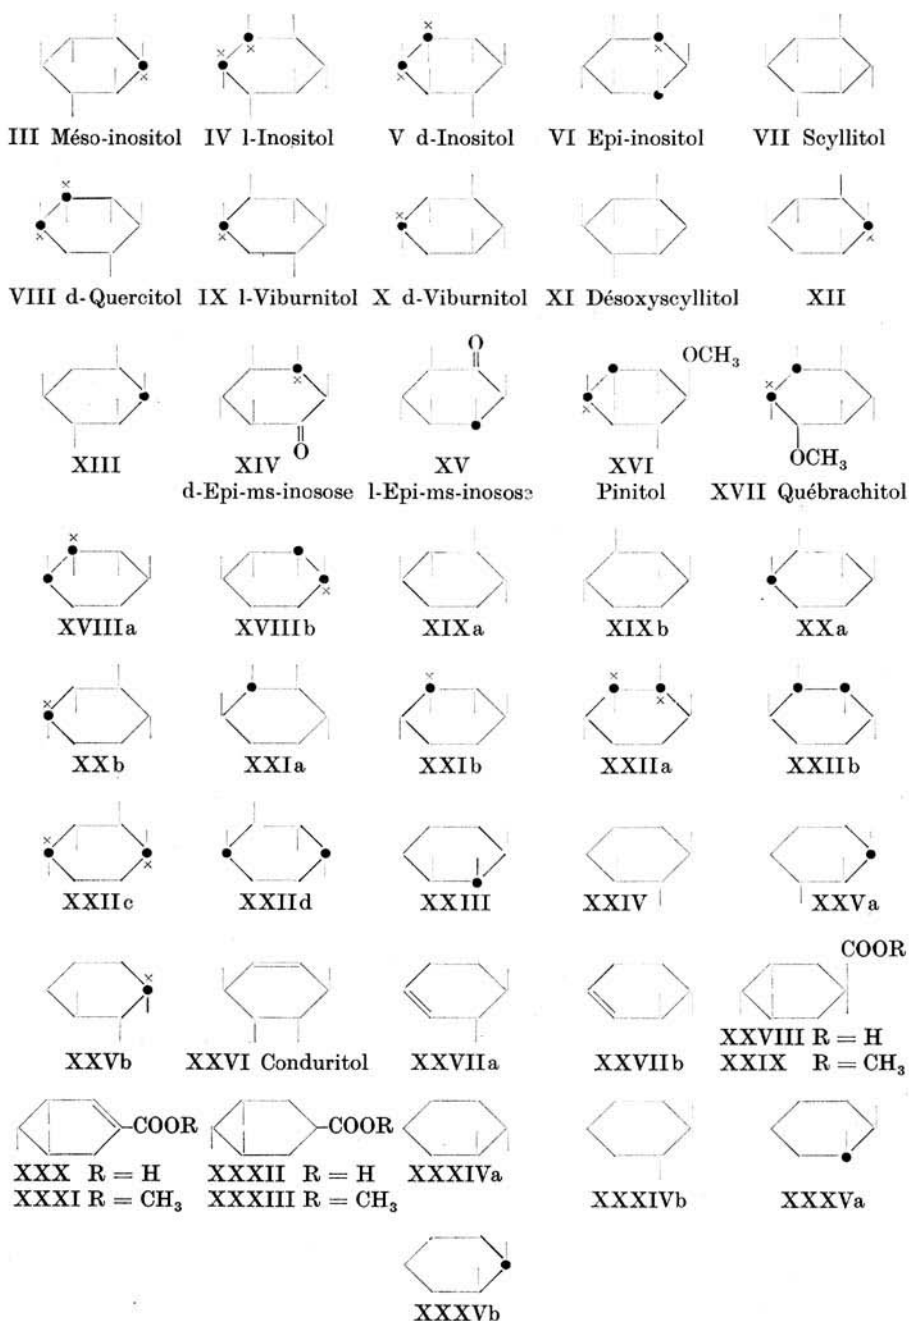 III Méso-inositol IV l-Inositol V d-Inositol VI Epi-inositol VII Scyllitol
VIII d-Quercitol IX l-Viburnitol X d-Viburnitol XI Désoxyscyllitol XII
O OCH₃
XIII XIV O XV XVI OCH₃
d-Epi-ms-inosose l-Epi-ms-inosose Pinitol XVII Québrachitol
XVIIIa XVIIIb XIXa XIXb XXa
XXb XXIa XXIb XXIIa XXIIb
XXIIc XXIId XXIII XXIV XXVa
COOR
XXVb XXVI Conduritol XXVIIa XXVIIb XXVIII R = H
XXIX R = CH₃
COOR COOR
XXX R = H XXXII R = H XXXIVa
XXXI R = CH₃ XXXIII R = CH₃ XXXIVb XXXVa
XXXVb